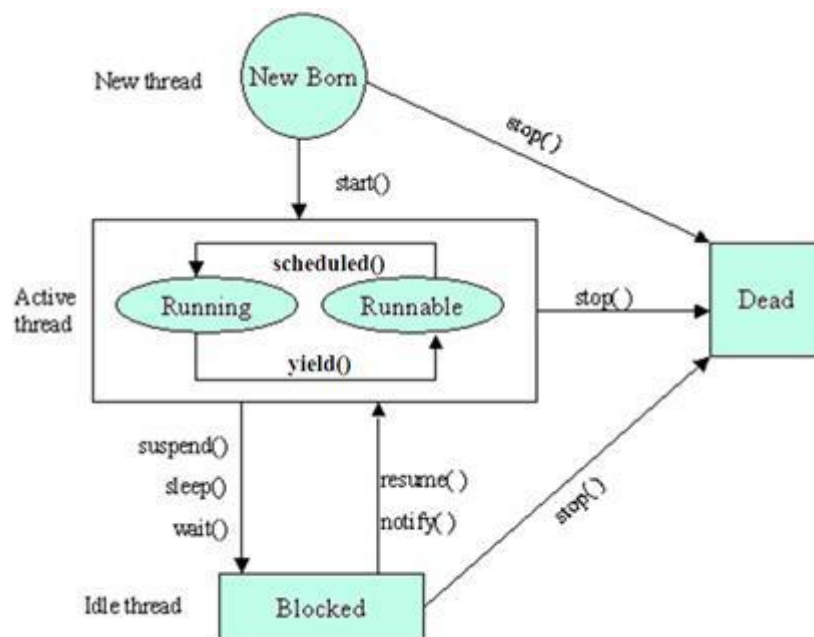 New thread
New Born
stop( )
start()
scheduled()
Active
thread
Running
Runnable
stop( )
Dead
yield()
suspend()
sleep()
wait()
resume( )
notify( )
stop( )
Idle thread
Blocked